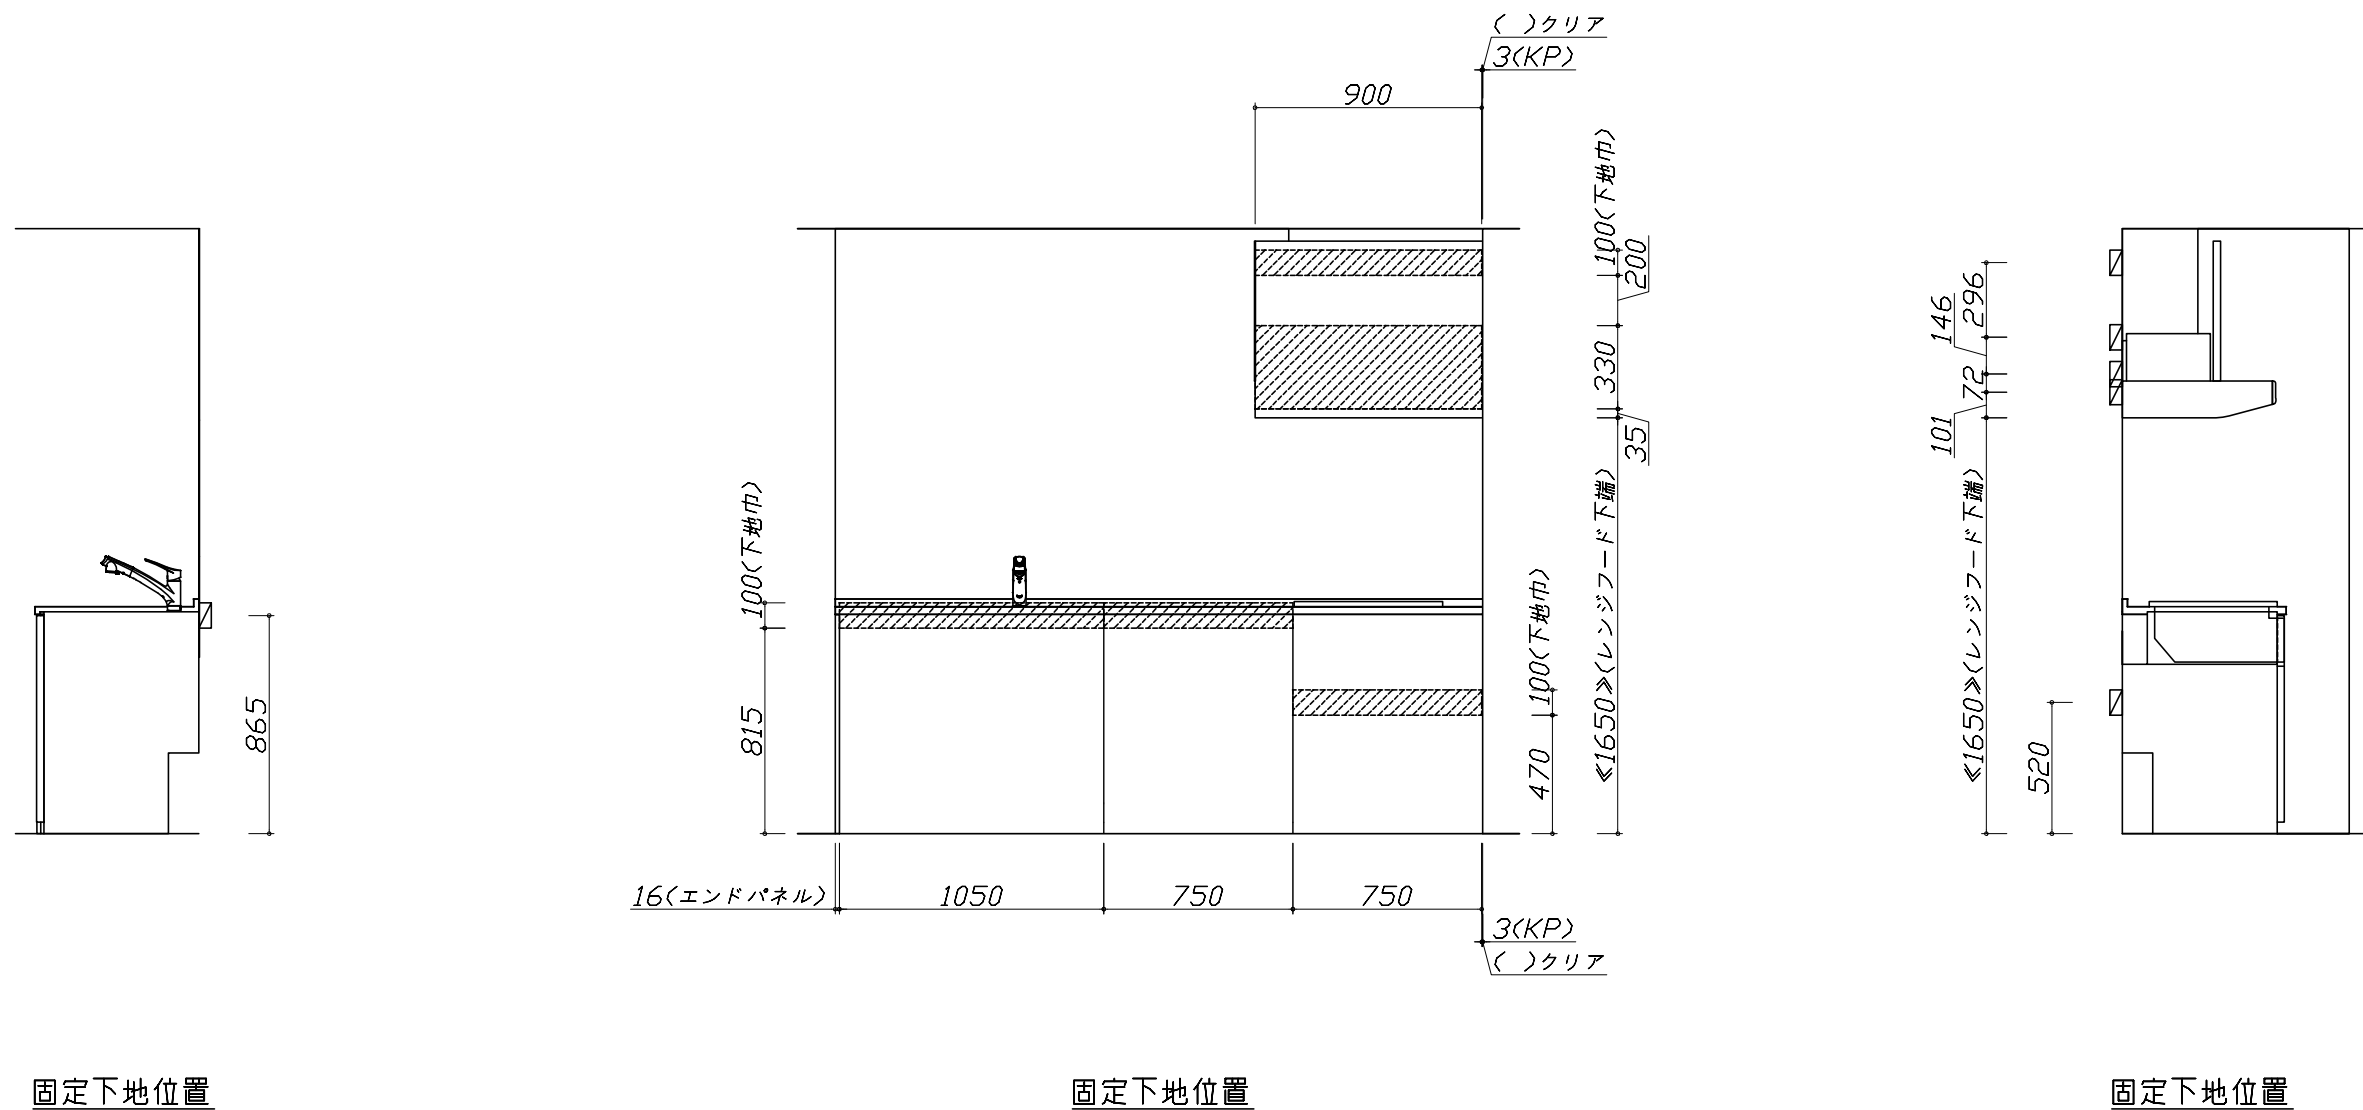 ( )クリア
3(KP)
900
100(下地巾)
200
330
35
≪1650≫(レンジフード下端)
100(下地巾)
815
100(下地巾)
470
16(エンドパネル)
1050
750
750
3(KP)
( )クリア
865
296
146
72
101
≪1650≫(レンジフード下端)
520
固定下地位置
固定下地位置
固定下地位置